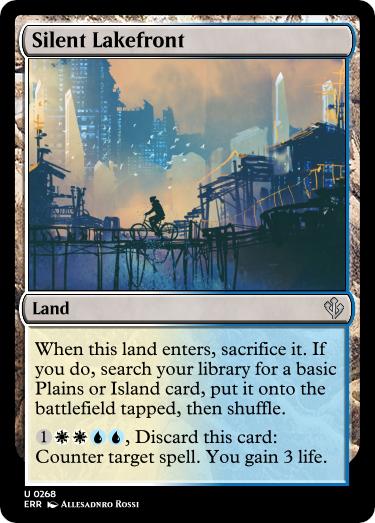 Silent Lakefront
Land
When this land enters, sacrifice it. If
you do, search your library for a basic
Plains or Island card, put it onto the
battlefield tapped, then shuffle.
1, Discard this card:
Counter target spell. You gain 3 life.
U 0268
ERR Allesadnro Rossi